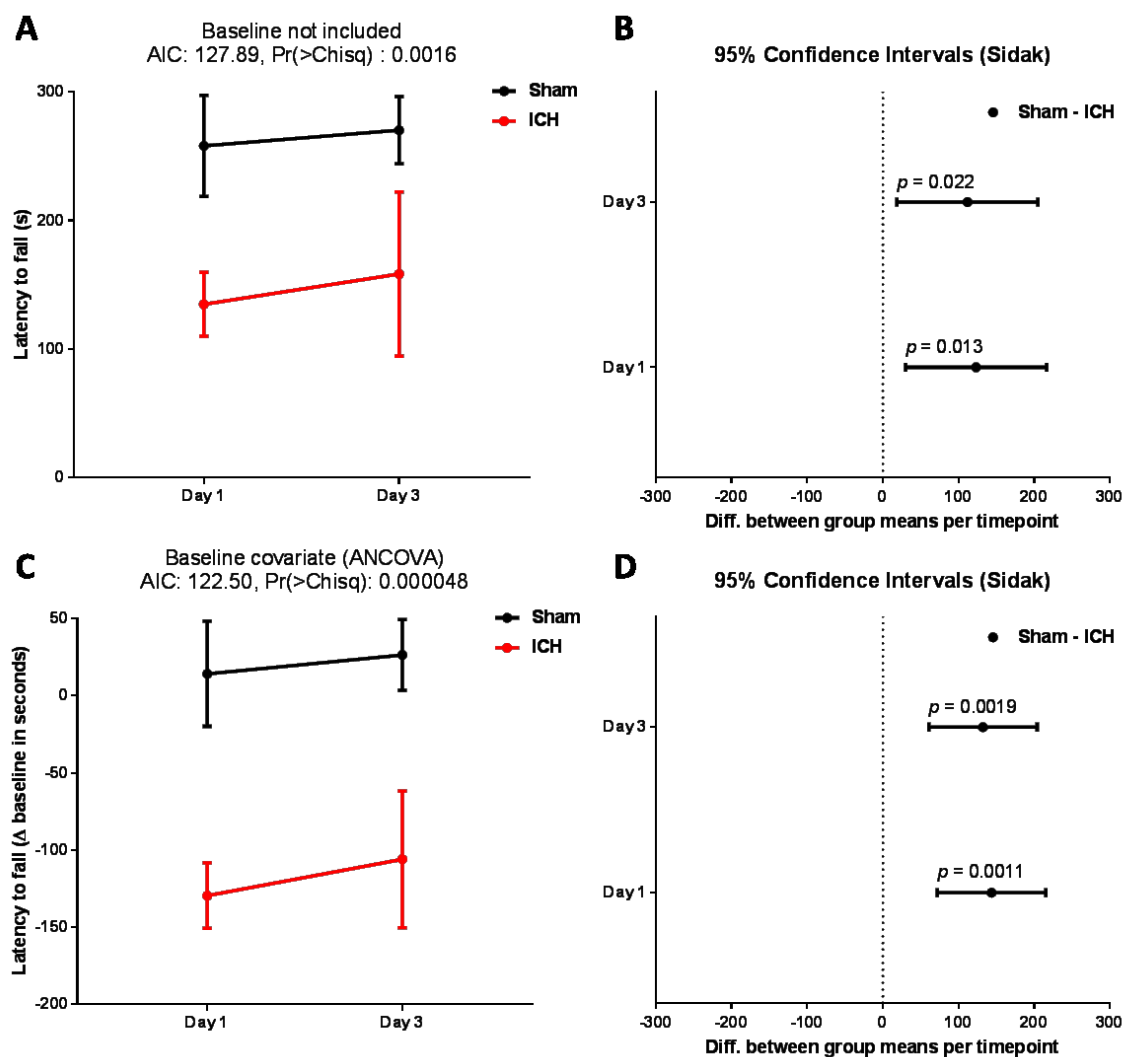 A
Baseline not included
AIC: 127.89, Pr(>Chisq) : 0.0016
Sham
ICH
Latency to fall (s)
300
200
100
0
Day 1
Day 3
B
95% Confidence Intervals (Sidak)
Sham - ICH
Day 3
p = 0.022
Day 1
p = 0.013
-300
-200
-100
0
100
200
300
Diff. between group means per timepoint
C
Baseline covariate (ANCOVA)
AIC: 122.50, Pr(>Chisq): 0.000048
Sham
ICH
Latency to fall (Δ baseline in seconds)
50
0
-50
-100
-150
-200
Day 1
Day 3
D
95% Confidence Intervals (Sidak)
Sham - ICH
Day 3
p = 0.0019
Day 1
p = 0.0011
-300
-200
-100
0
100
200
300
Diff. between group means per timepoint